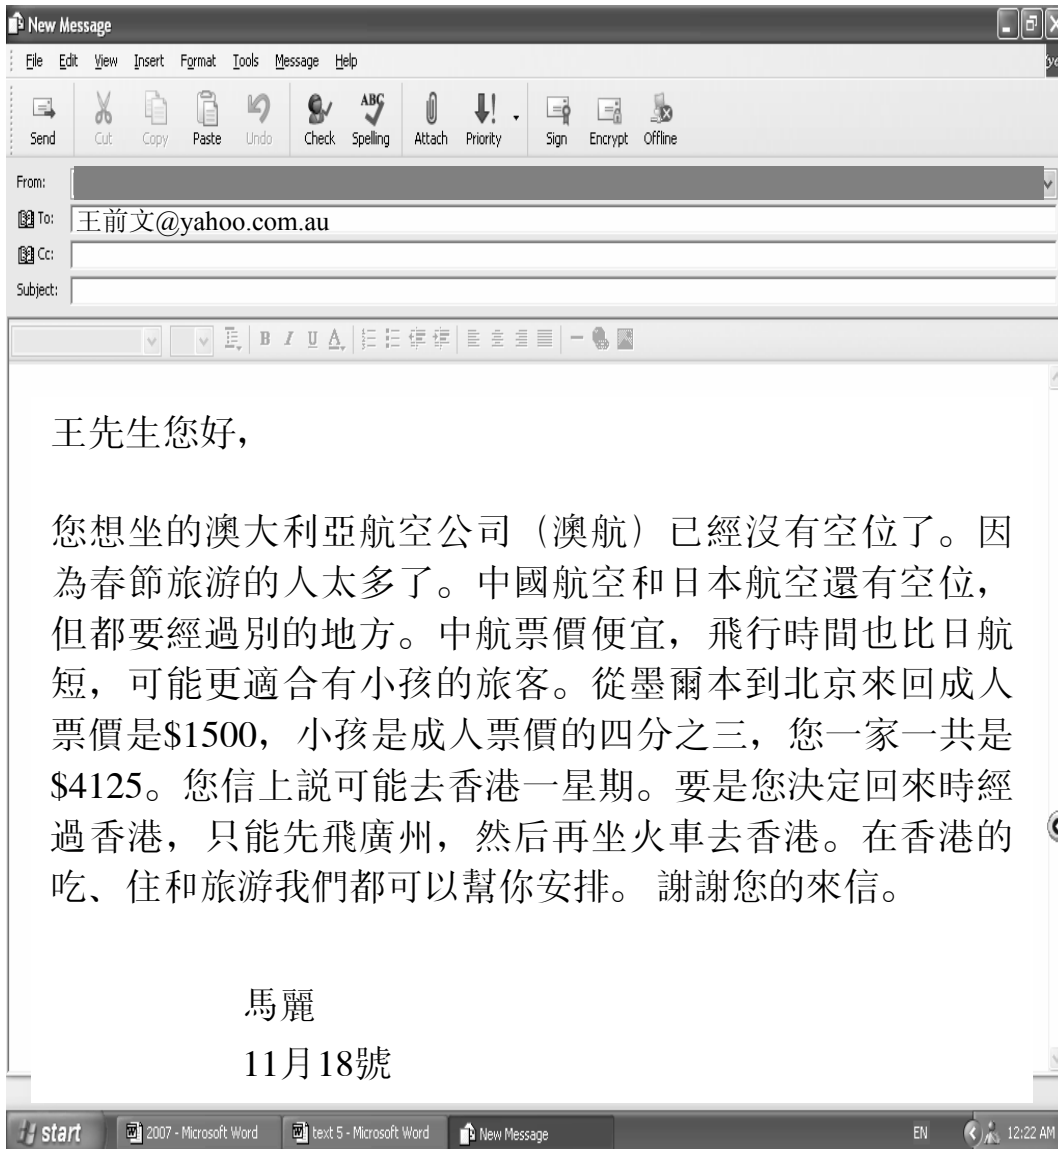 New Message
File Edit View Insert Format Tools Message Help
ABC
Send Cut Copy Paste Undo Check Spelling Attach Priority Sign Encrypt Offline
From:
To: 王前文@yahoo.com.au
Cc:
Subject:
B I U A
王先生您好，
您想坐的澳大利亞航空公司（澳航）已經沒有空位了。因
為春節旅游的人太多了。中國航空和日本航空還有空位，
但都要經過別的地方。中航票價便宜，飛行時間也比日航
短，可能更適合有小孩的旅客。從墨爾本到北京來回成人
票價是$1500，小孩是成人票價的四分之三，您一家一共是
$4125。您信上説可能去香港一星期。要是您決定回來時經
過香港，只能先飛廣州，然后再坐火車去香港。在香港的
吃、住和旅游我們都可以幫你安排。 謝謝您的來信。
馬麗
11月18號
start 2007 - Microsoft Word text 5 - Microsoft Word New Message EN 12:22 AM